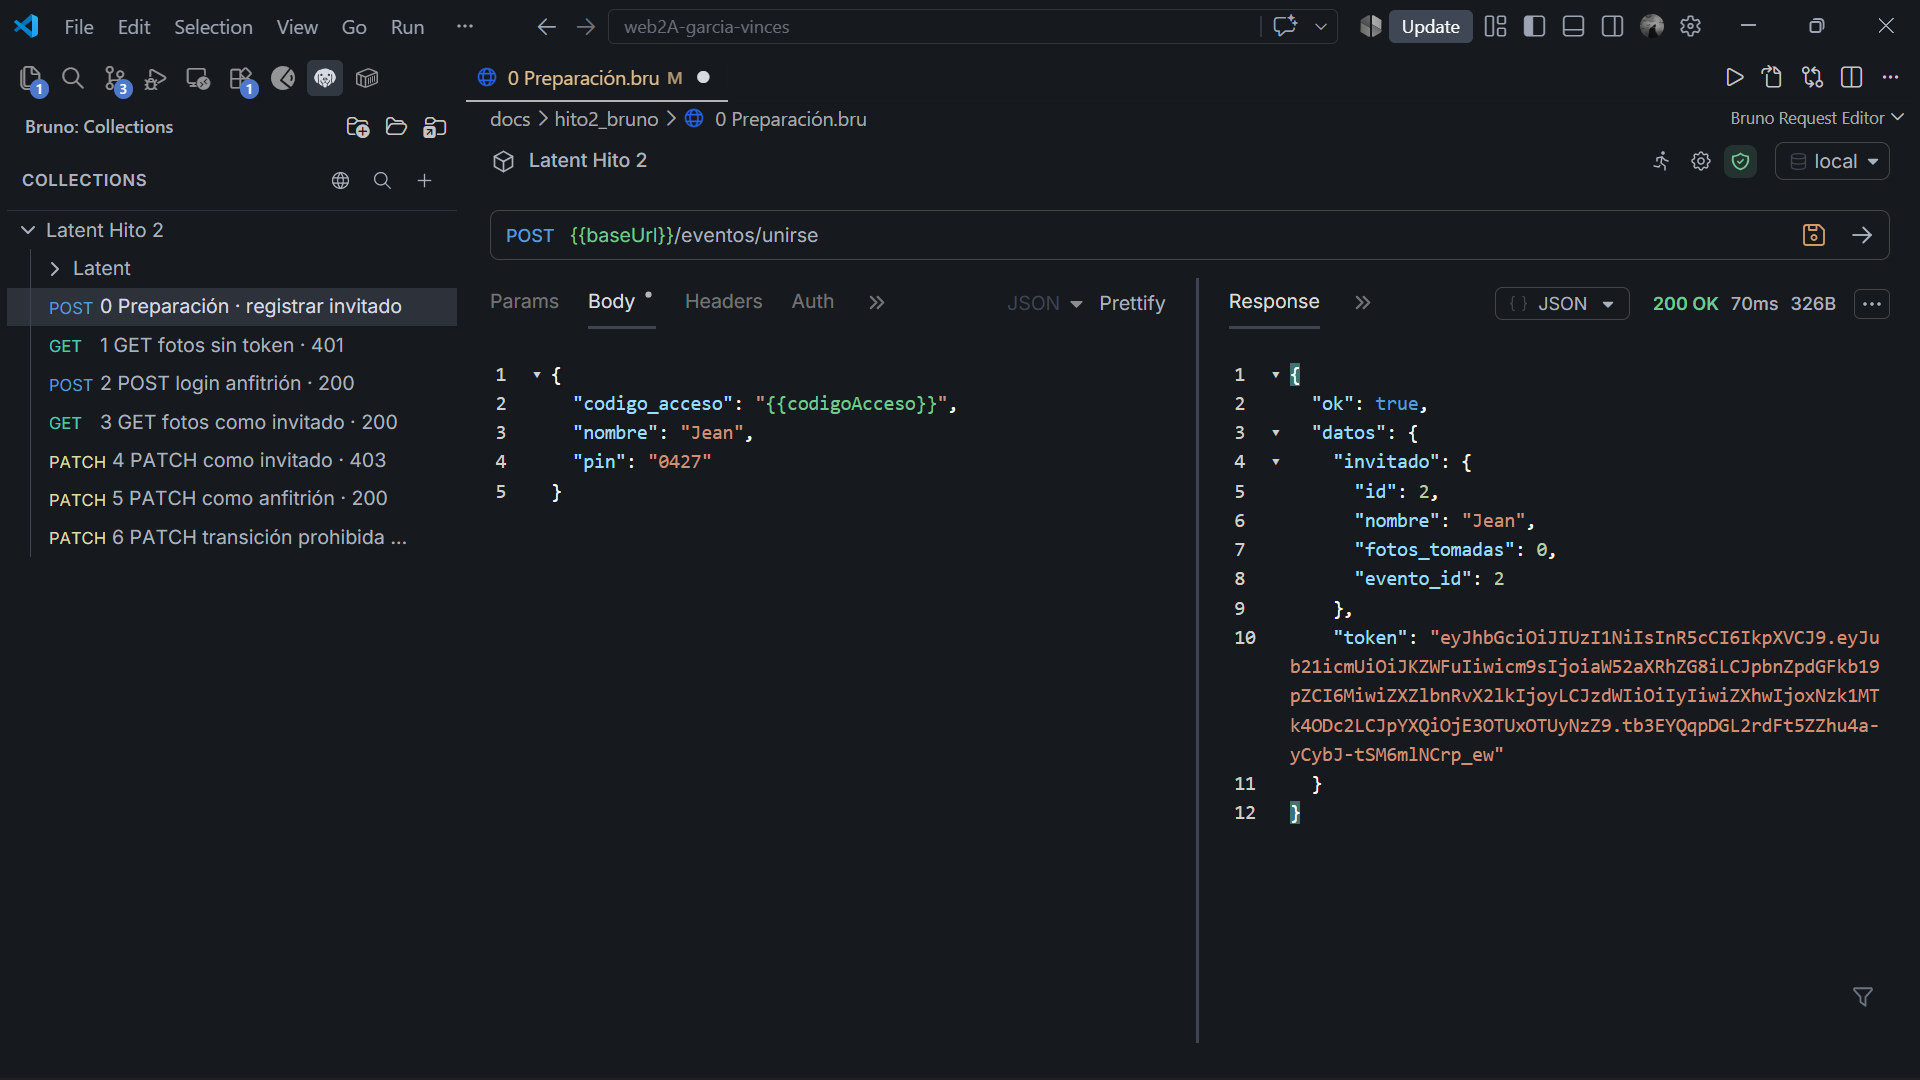 File Edit Selection View Go Run
web2A-garcia-vinces
Update
1
3
1
0 Preparación.bru M
Bruno: Collections
docs hito2_bruno 0 Preparación.bru
Bruno Request Editor
COLLECTIONS
Latent Hito 2
local
Latent Hito 2
Latent
POST 0 Preparación · registrar invitado
GET 1 GET fotos sin token · 401
POST 2 POST login anfitrión · 200
GET 3 GET fotos como invitado · 200
PATCH 4 PATCH como invitado · 403
PATCH 5 PATCH como anfitrión · 200
PATCH 6 PATCH transición prohibida ...
POST {{baseUrl}}/eventos/unirse
Params Body Headers Auth
JSON Prettify
1 {
2 "codigo_acceso": "{{codigoAcceso}}",
3 "nombre": "Jean",
4 "pin": "0427"
5 }
Response
{ } JSON
200 OK 70ms 326B
1 {
2 "ok": true,
3 "datos": {
4 "invitado": {
5 "id": 2,
6 "nombre": "Jean",
7 "fotos_tomadas": 0,
8 "evento_id": 2
9 },
10 "token": "eyJhbGciOiJIUzI1NiIsInR5cCI6IkpXVCJ9.eyJu
b21icmUiOiJKZWFuIiwicm9sIjoiaW52aXRhZG8iLCJpbnZpdGFkb19
pZCI6MiwiZXZlbnRvX2lkIjoyLCJzdWIiOiIyIiwiZXhwIjoxNzk1MT
k4ODc2LCJpYXQiOjE3OTUxOTUyNzZ9.tb3EYQqpDGL2rdFt5ZZhu4a-
yCybJ-tSM6mlNCrp_ew"
11 }
12 }